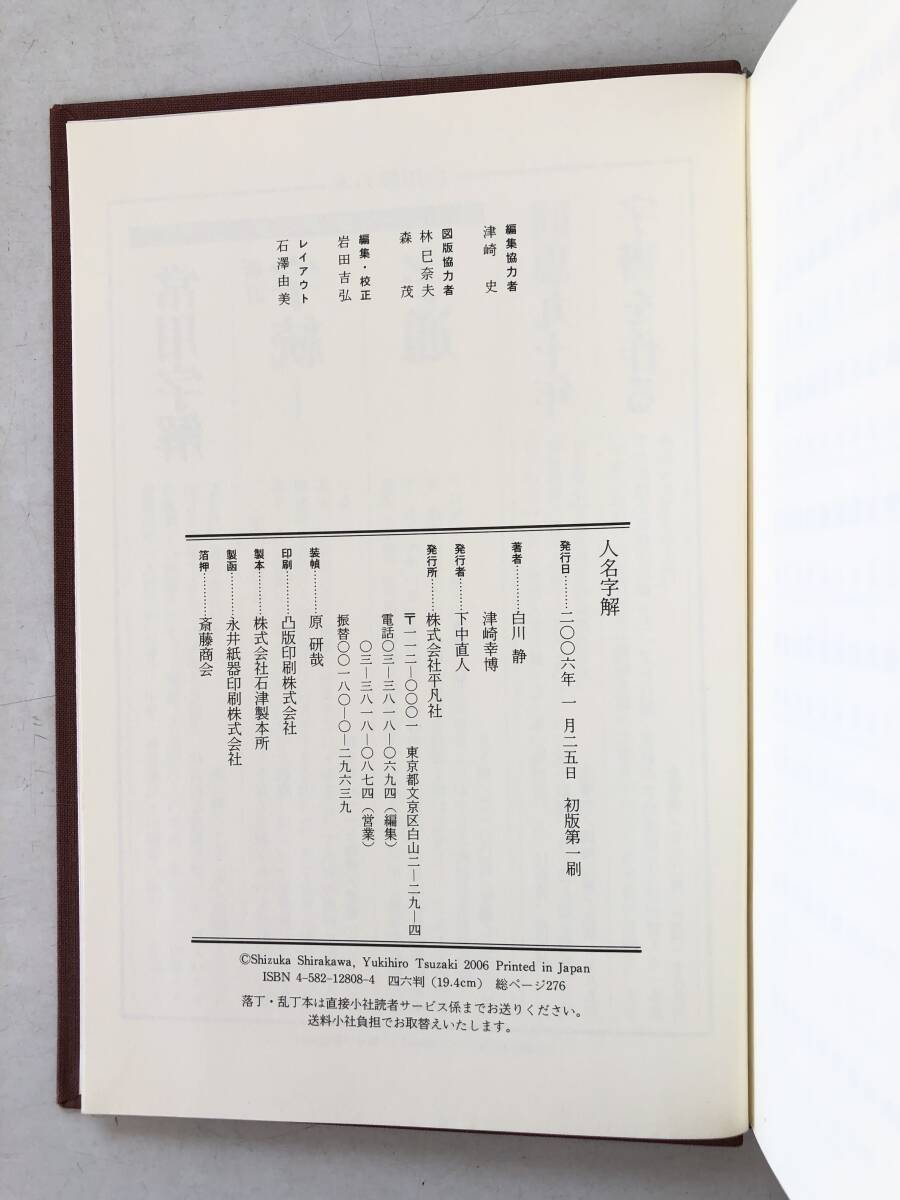 編集協力者
津崎 史
図版協力者
林 巳奈夫
森 茂
編集・校正
岩田吉弘
レイアウト
石澤由美
人名字解
発行日………二〇〇六年 一 月二五日 初版第一刷
著者………白川 静
津崎幸博
発行者………下中直人
発行所………株式会社平凡社
〒一一二―〇〇〇一 東京都文京区白山二―二九―四
電話〇三―三八一八―〇六九四(編集)
〇三―三八一八―〇八七四(営業)
振替〇〇一八〇―〇―二九六三九
装幀………原 研哉
印刷………凸版印刷株式会社
製本………株式会社石津製本所
製函………永井紙器印刷株式会社
箔押………斎藤商会
©Shizuka Shirakawa, Yukihiro Tsuzaki 2006 Printed in Japan
ISBN 4-582-12808-4 四六判(19.4cm) 総ページ276
落丁・乱丁本は直接小社読者サービス係までお送りください。
送料小社負担でお取替えいたします。